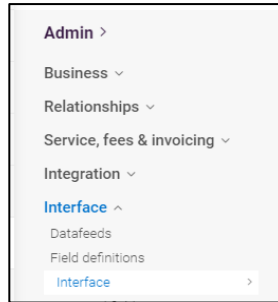 Admin >
Business
Relationships
Service, fees & invoicing
Integration
Interface
Datafeeds
Field definitions
Interface >